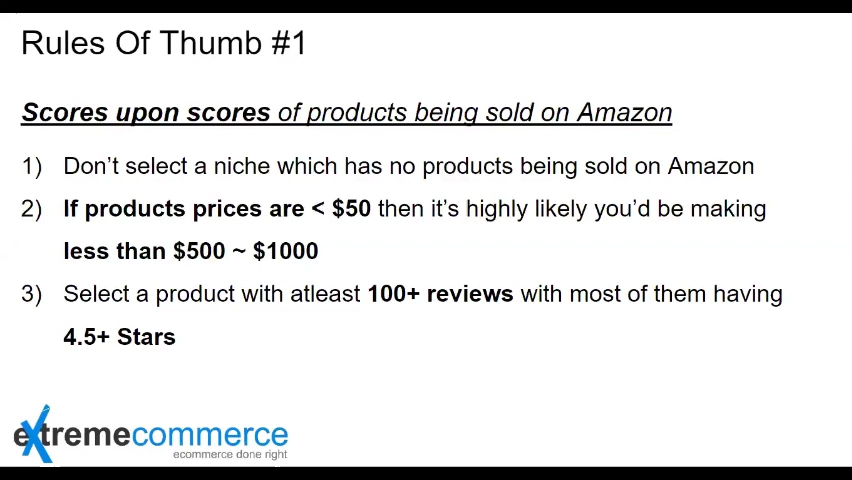 Rules Of Thumb #1
Scores upon scores of products being sold on Amazon
1) Don't select a niche which has no products being sold on Amazon
2) If products prices are < $50 then it's highly likely you'd be making
less than $500 ~ $1000
3) Select a product with atleast 100+ reviews with most of them having
4.5+ Stars
extremecommerce
ecommerce done right